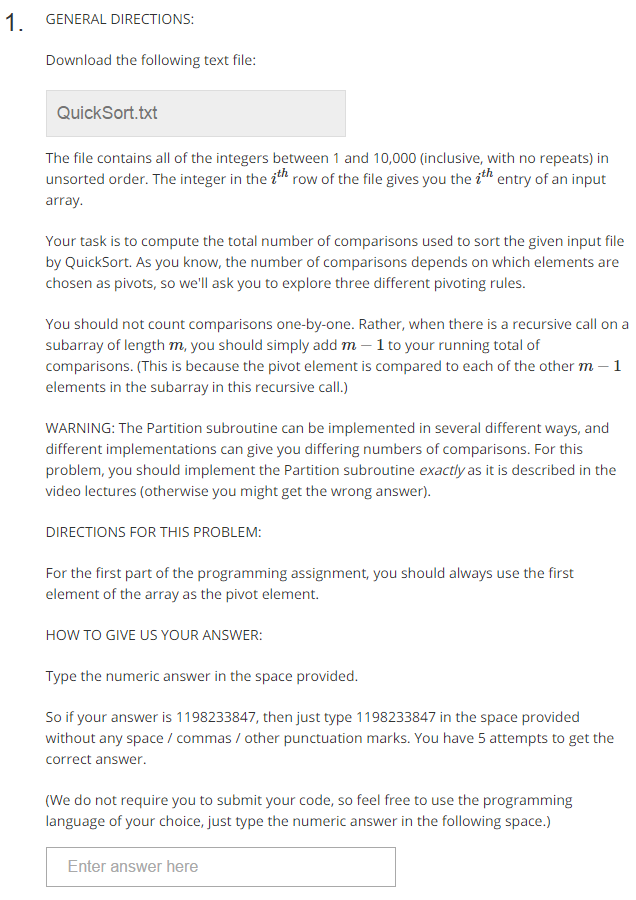 1. GENERAL DIRECTIONS:
Download the following text file:
QuickSort.txt
The file contains all of the integers between 1 and 10,000 (inclusive, with no repeats) in
unsorted order. The integer in the i^th row of the file gives you the i^th entry of an input
array.
Your task is to compute the total number of comparisons used to sort the given input file
by QuickSort. As you know, the number of comparisons depends on which elements are
chosen as pivots, so we'll ask you to explore three different pivoting rules.
You should not count comparisons one-by-one. Rather, when there is a recursive call on a
subarray of length m, you should simply add m − 1 to your running total of
comparisons. (This is because the pivot element is compared to each of the other m − 1
elements in the subarray in this recursive call.)
WARNING: The Partition subroutine can be implemented in several different ways, and
different implementations can give you differing numbers of comparisons. For this
problem, you should implement the Partition subroutine exactly as it is described in the
video lectures (otherwise you might get the wrong answer).
DIRECTIONS FOR THIS PROBLEM:
For the first part of the programming assignment, you should always use the first
element of the array as the pivot element.
HOW TO GIVE US YOUR ANSWER:
Type the numeric answer in the space provided.
So if your answer is 1198233847, then just type 1198233847 in the space provided
without any space / commas / other punctuation marks. You have 5 attempts to get the
correct answer.
(We do not require you to submit your code, so feel free to use the programming
language of your choice, just type the numeric answer in the following space.)
Enter answer here